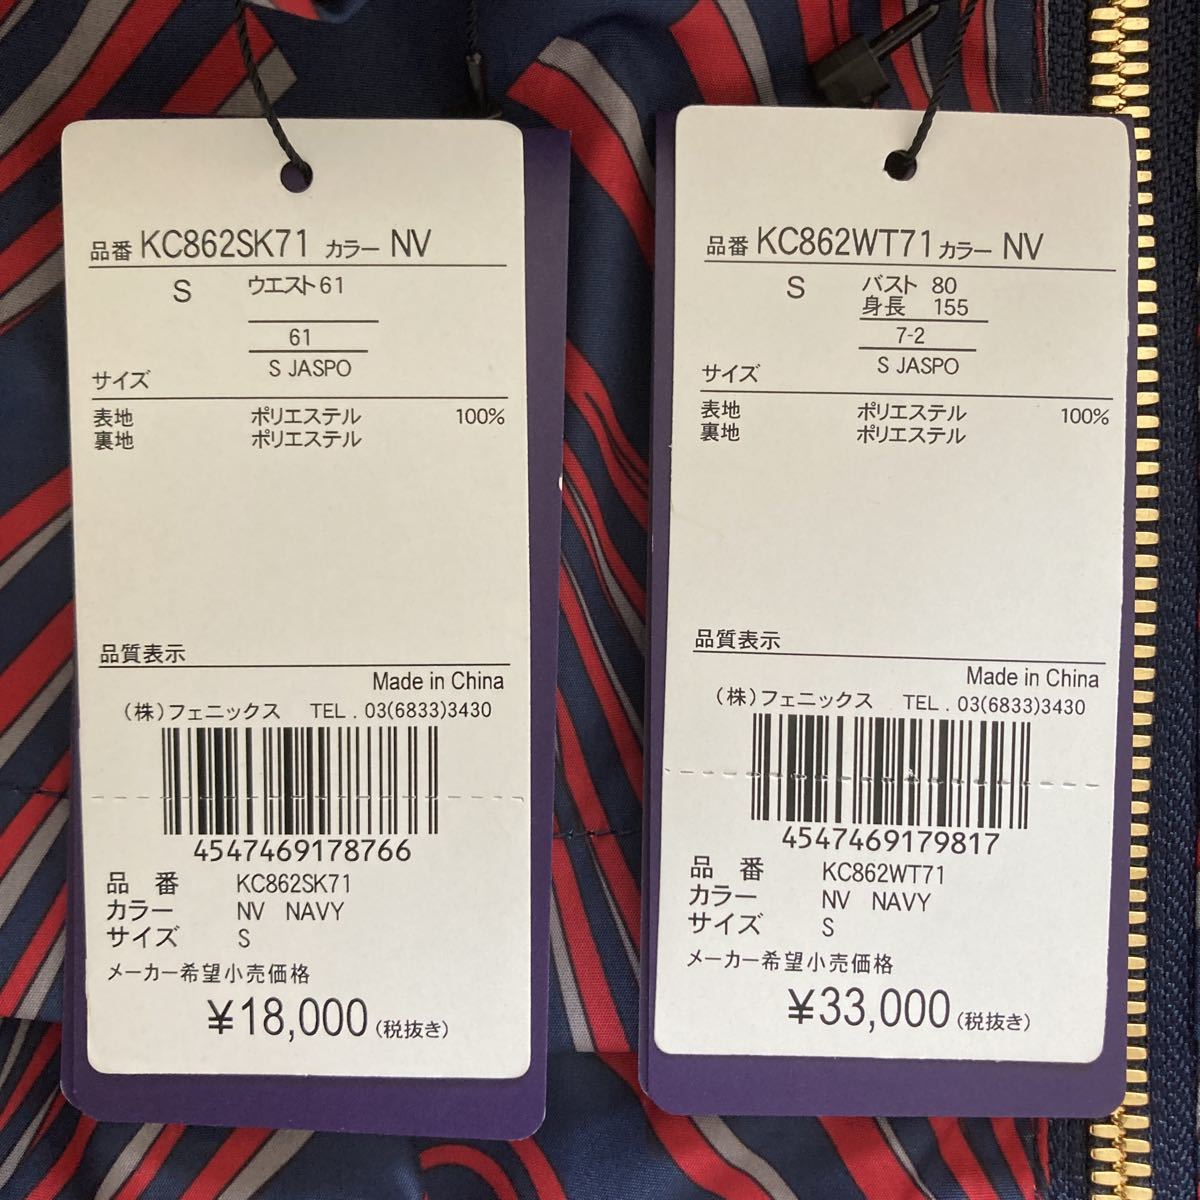 品番 KC862SK71 カラー NV
S ウエスト 61
61
S JASPO
サイズ
表地 ポリエステル 100%
裏地 ポリエステル
品質表示
Made in China
(株)フェニックス TEL . 03(6833)3430
4547469178766
品 番 KC862SK71
カラー NV NAVY
サイズ S
メーカー希望小売価格
¥18,000 (税抜き)
品番 KC862WT71 カラー NV
S バスト 80
身長 155
7-2
S JASPO
サイズ
表地 ポリエステル 100%
裏地 ポリエステル
品質表示
Made in China
(株)フェニックス TEL . 03(6833)3430
4547469179817
品 番 KC862WT71
カラー NV NAVY
サイズ S
メーカー希望小売価格
¥33,000 (税抜き)